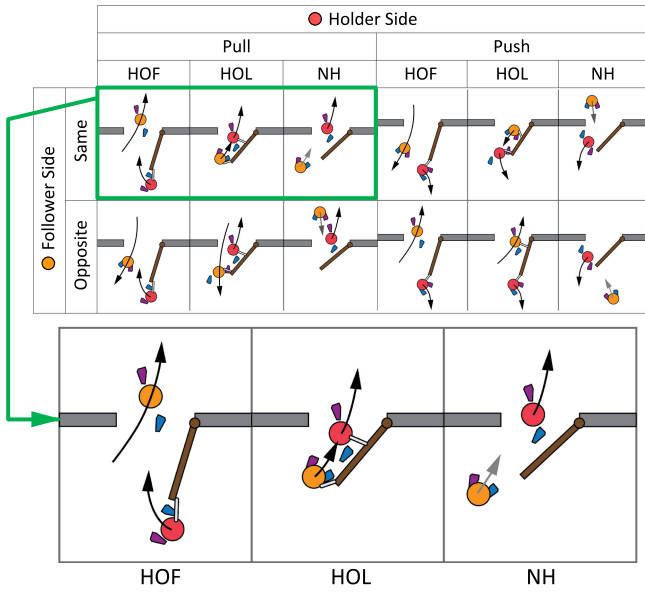 Holder Side
Pull Push
HOF HOL NH HOF HOL NH
Follower Side
Same
Opposite
HOF HOL NH